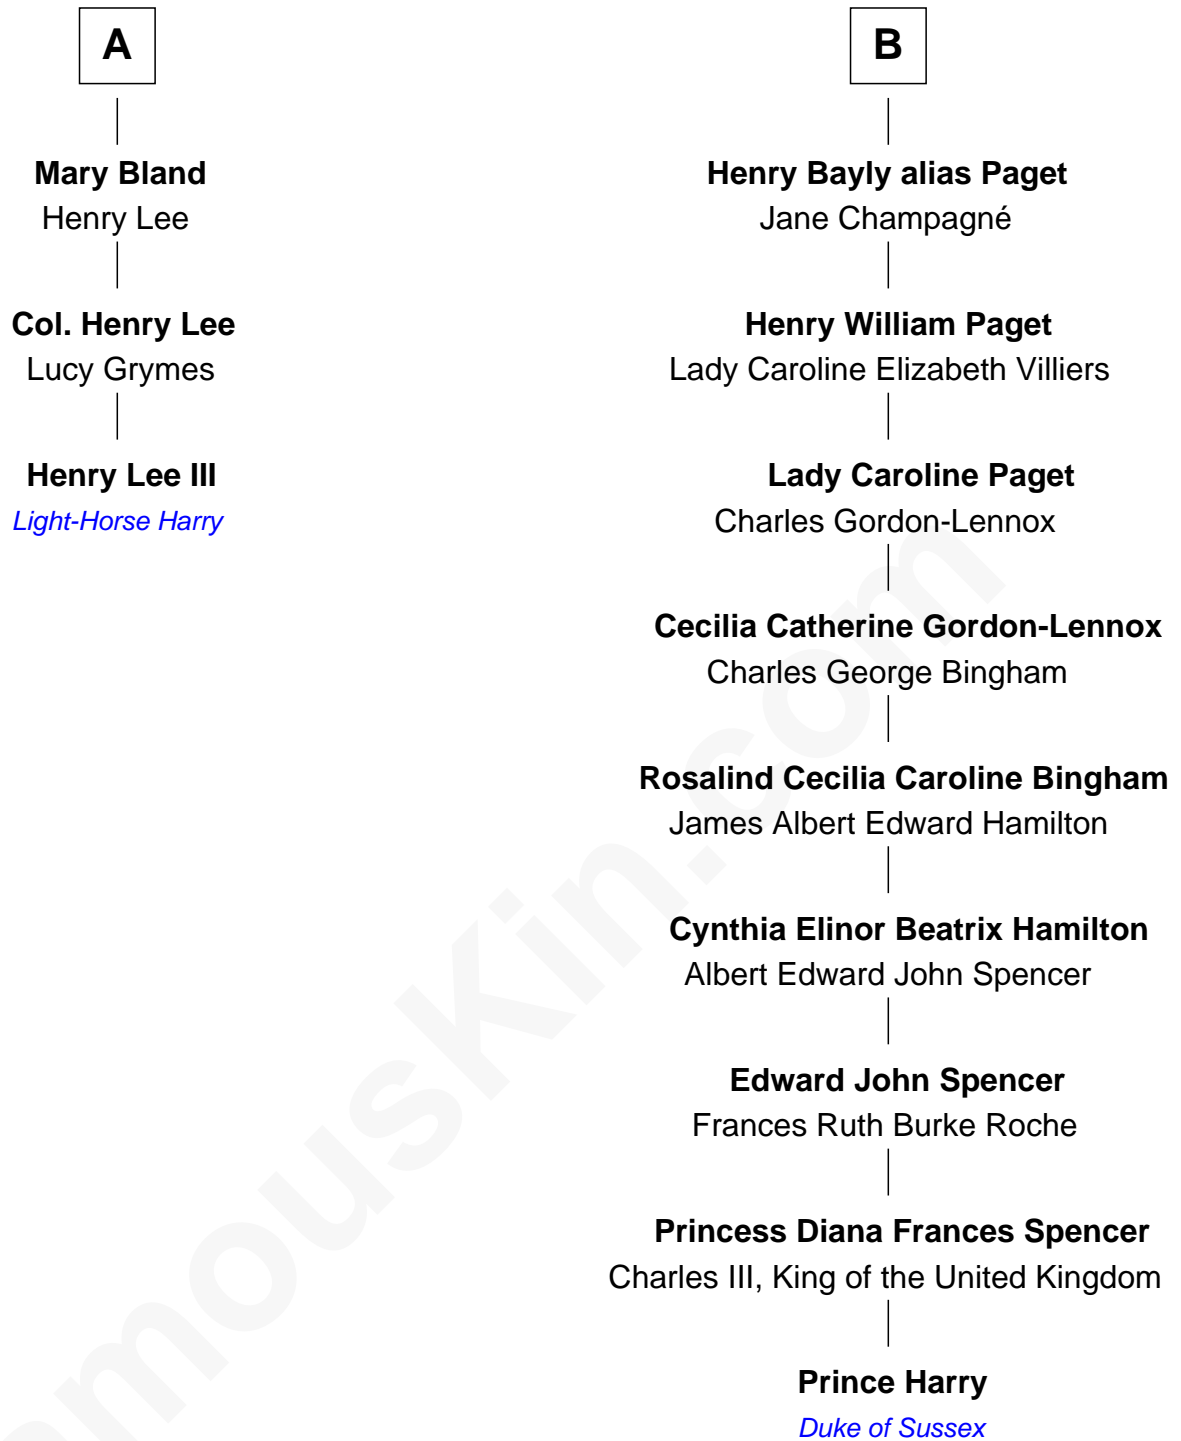 A
Mary Bland
Henry Lee
Col. Henry Lee
Lucy Grymes
Henry Lee III
Light-Horse Harry
B
Henry Bayly alias Paget
Jane Champagné
Henry William Paget
Lady Caroline Elizabeth Villiers
Lady Caroline Paget
Charles Gordon-Lennox
Cecilia Catherine Gordon-Lennox
Charles George Bingham
Rosalind Cecilia Caroline Bingham
James Albert Edward Hamilton
Cynthia Elinor Beatrix Hamilton
Albert Edward John Spencer
Edward John Spencer
Frances Ruth Burke Roche
Princess Diana Frances Spencer
Charles III, King of the United Kingdom
Prince Harry
Duke of Sussex
amousKin.com